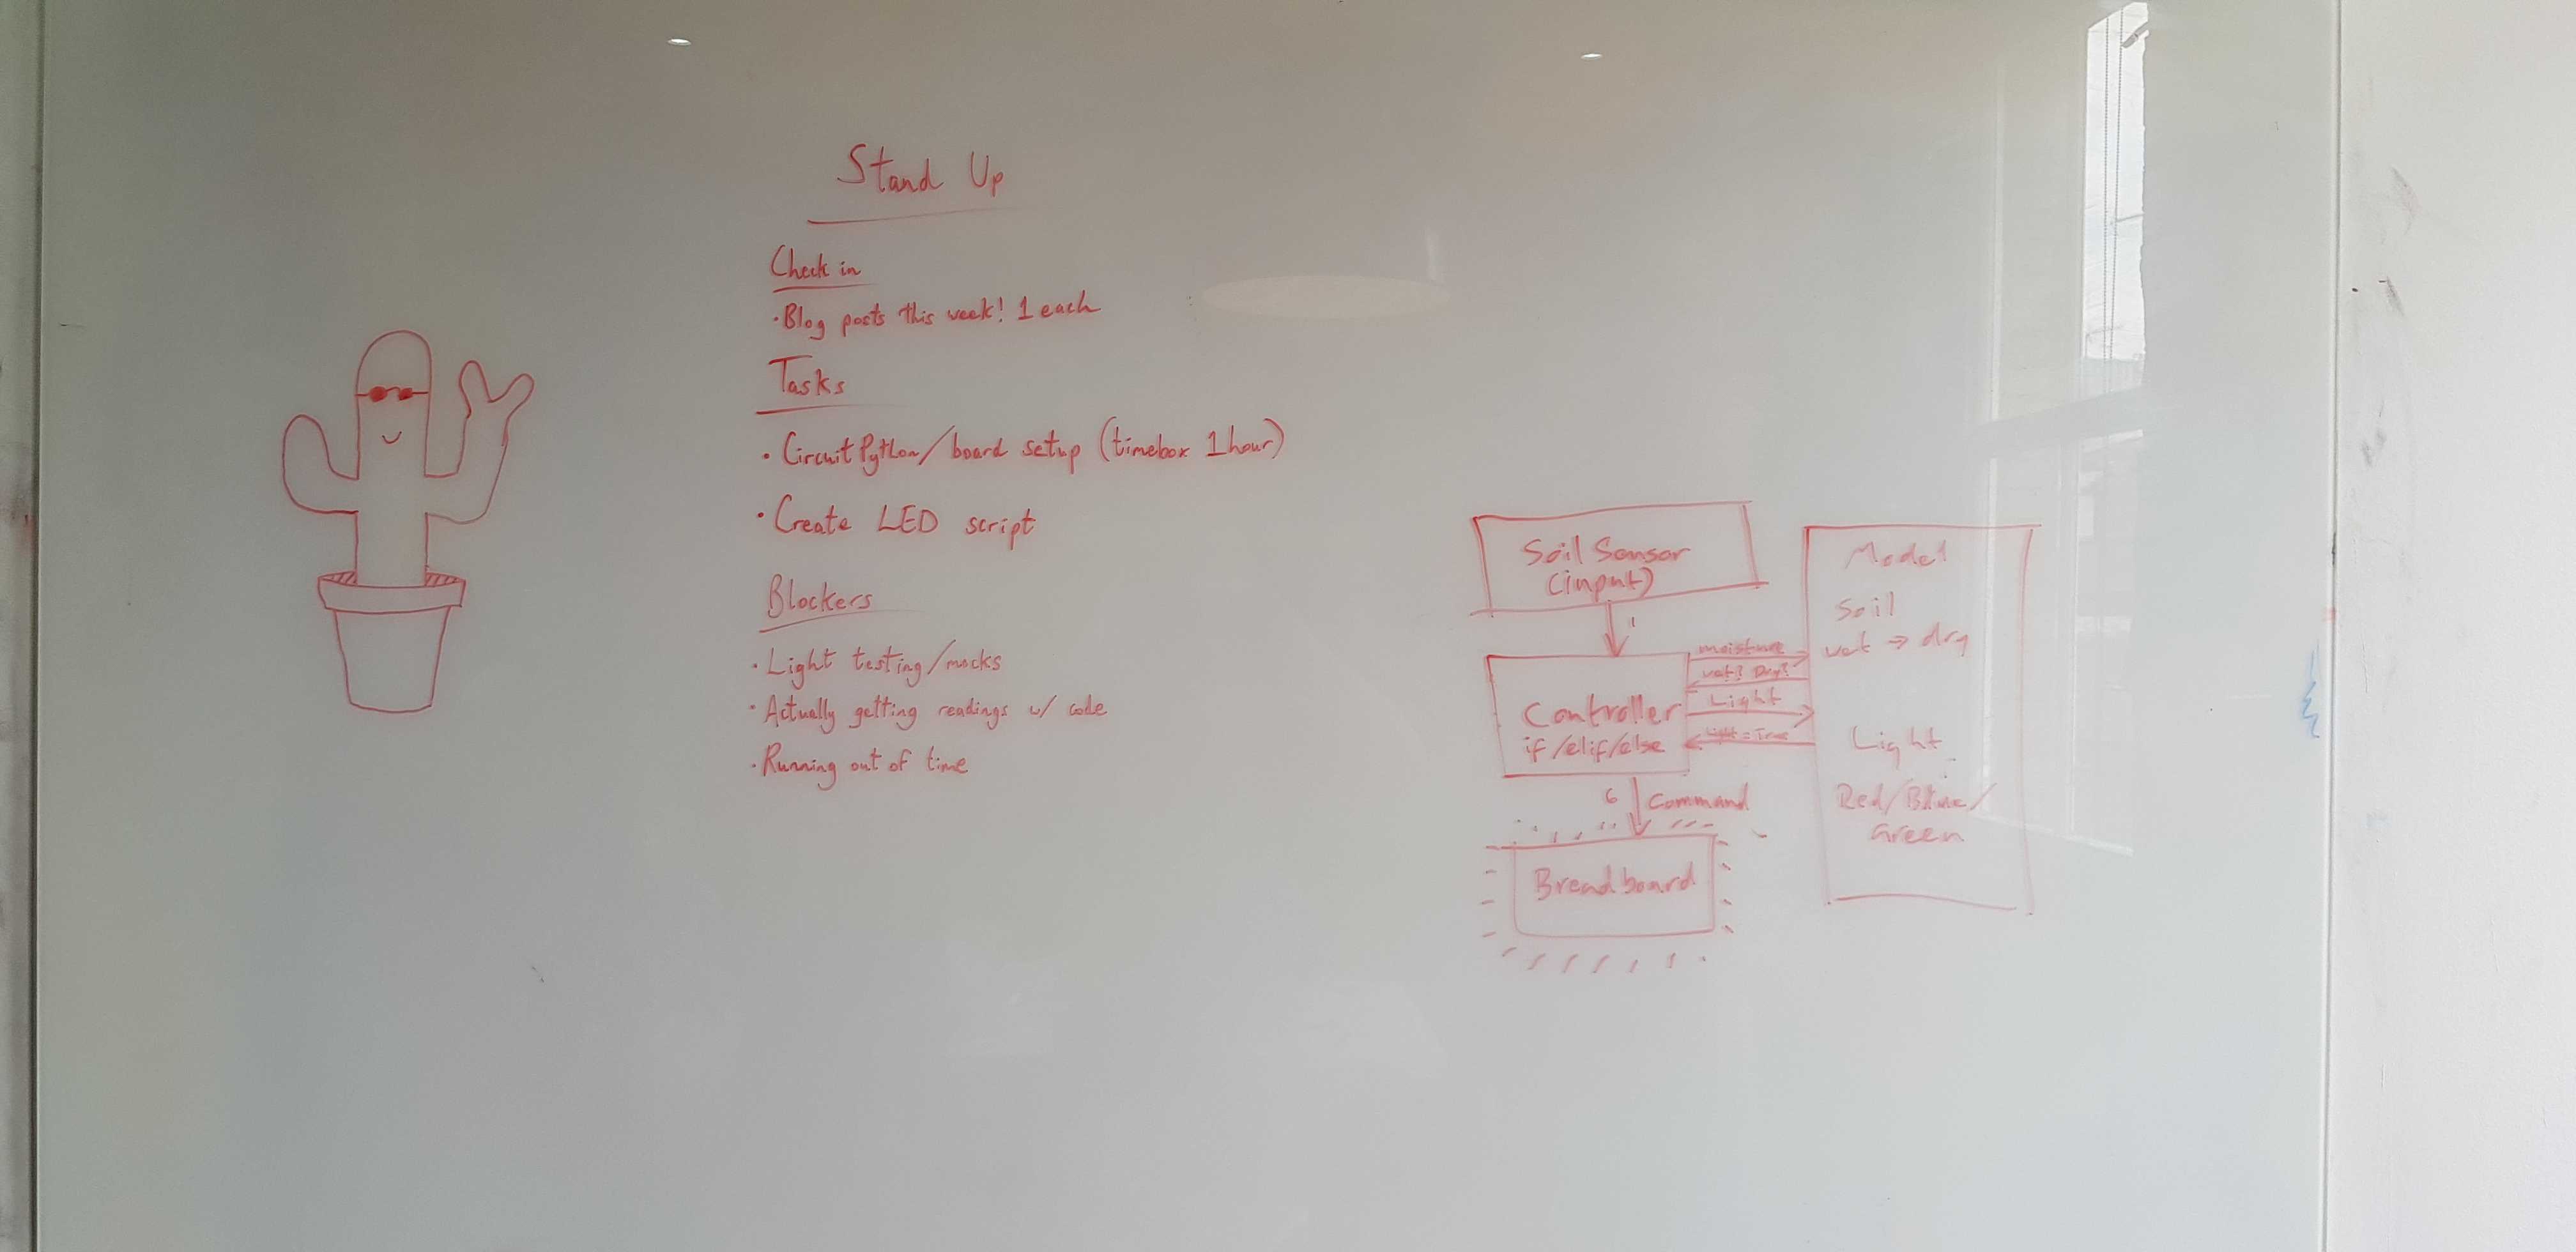 Stand Up
Check in
· Blog posts this week! 1 each
Tasks
· CircuitPython/board setup (timebox 1 hour)
· Create LED script
Blockers
· Light testing/mocks
· Actually getting readings w/ code
· Running out of time
Soil Sensor
(input)
1
Controller
if/elif/else
moisture
wet? Dry?
Light
Light = True
6 Command
Breadboard
Model
Soil
wet → dry
Light
Red/Blue/
Green